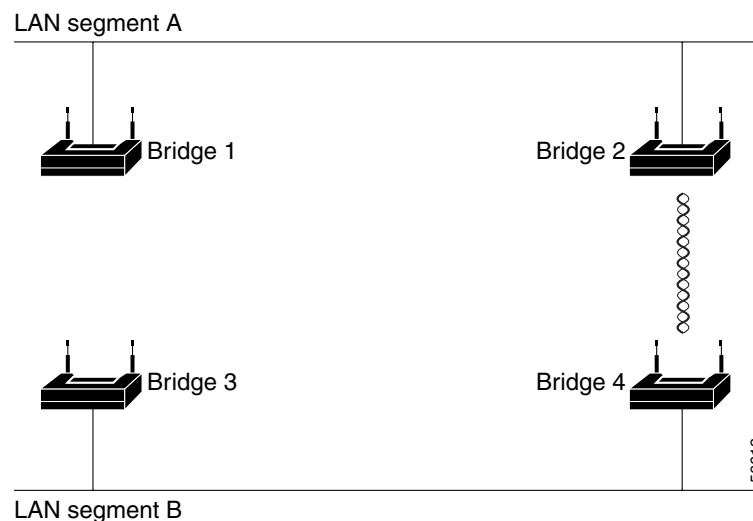 LAN segment A
Bridge 1
Bridge 2
Bridge 3
Bridge 4
LAN segment B